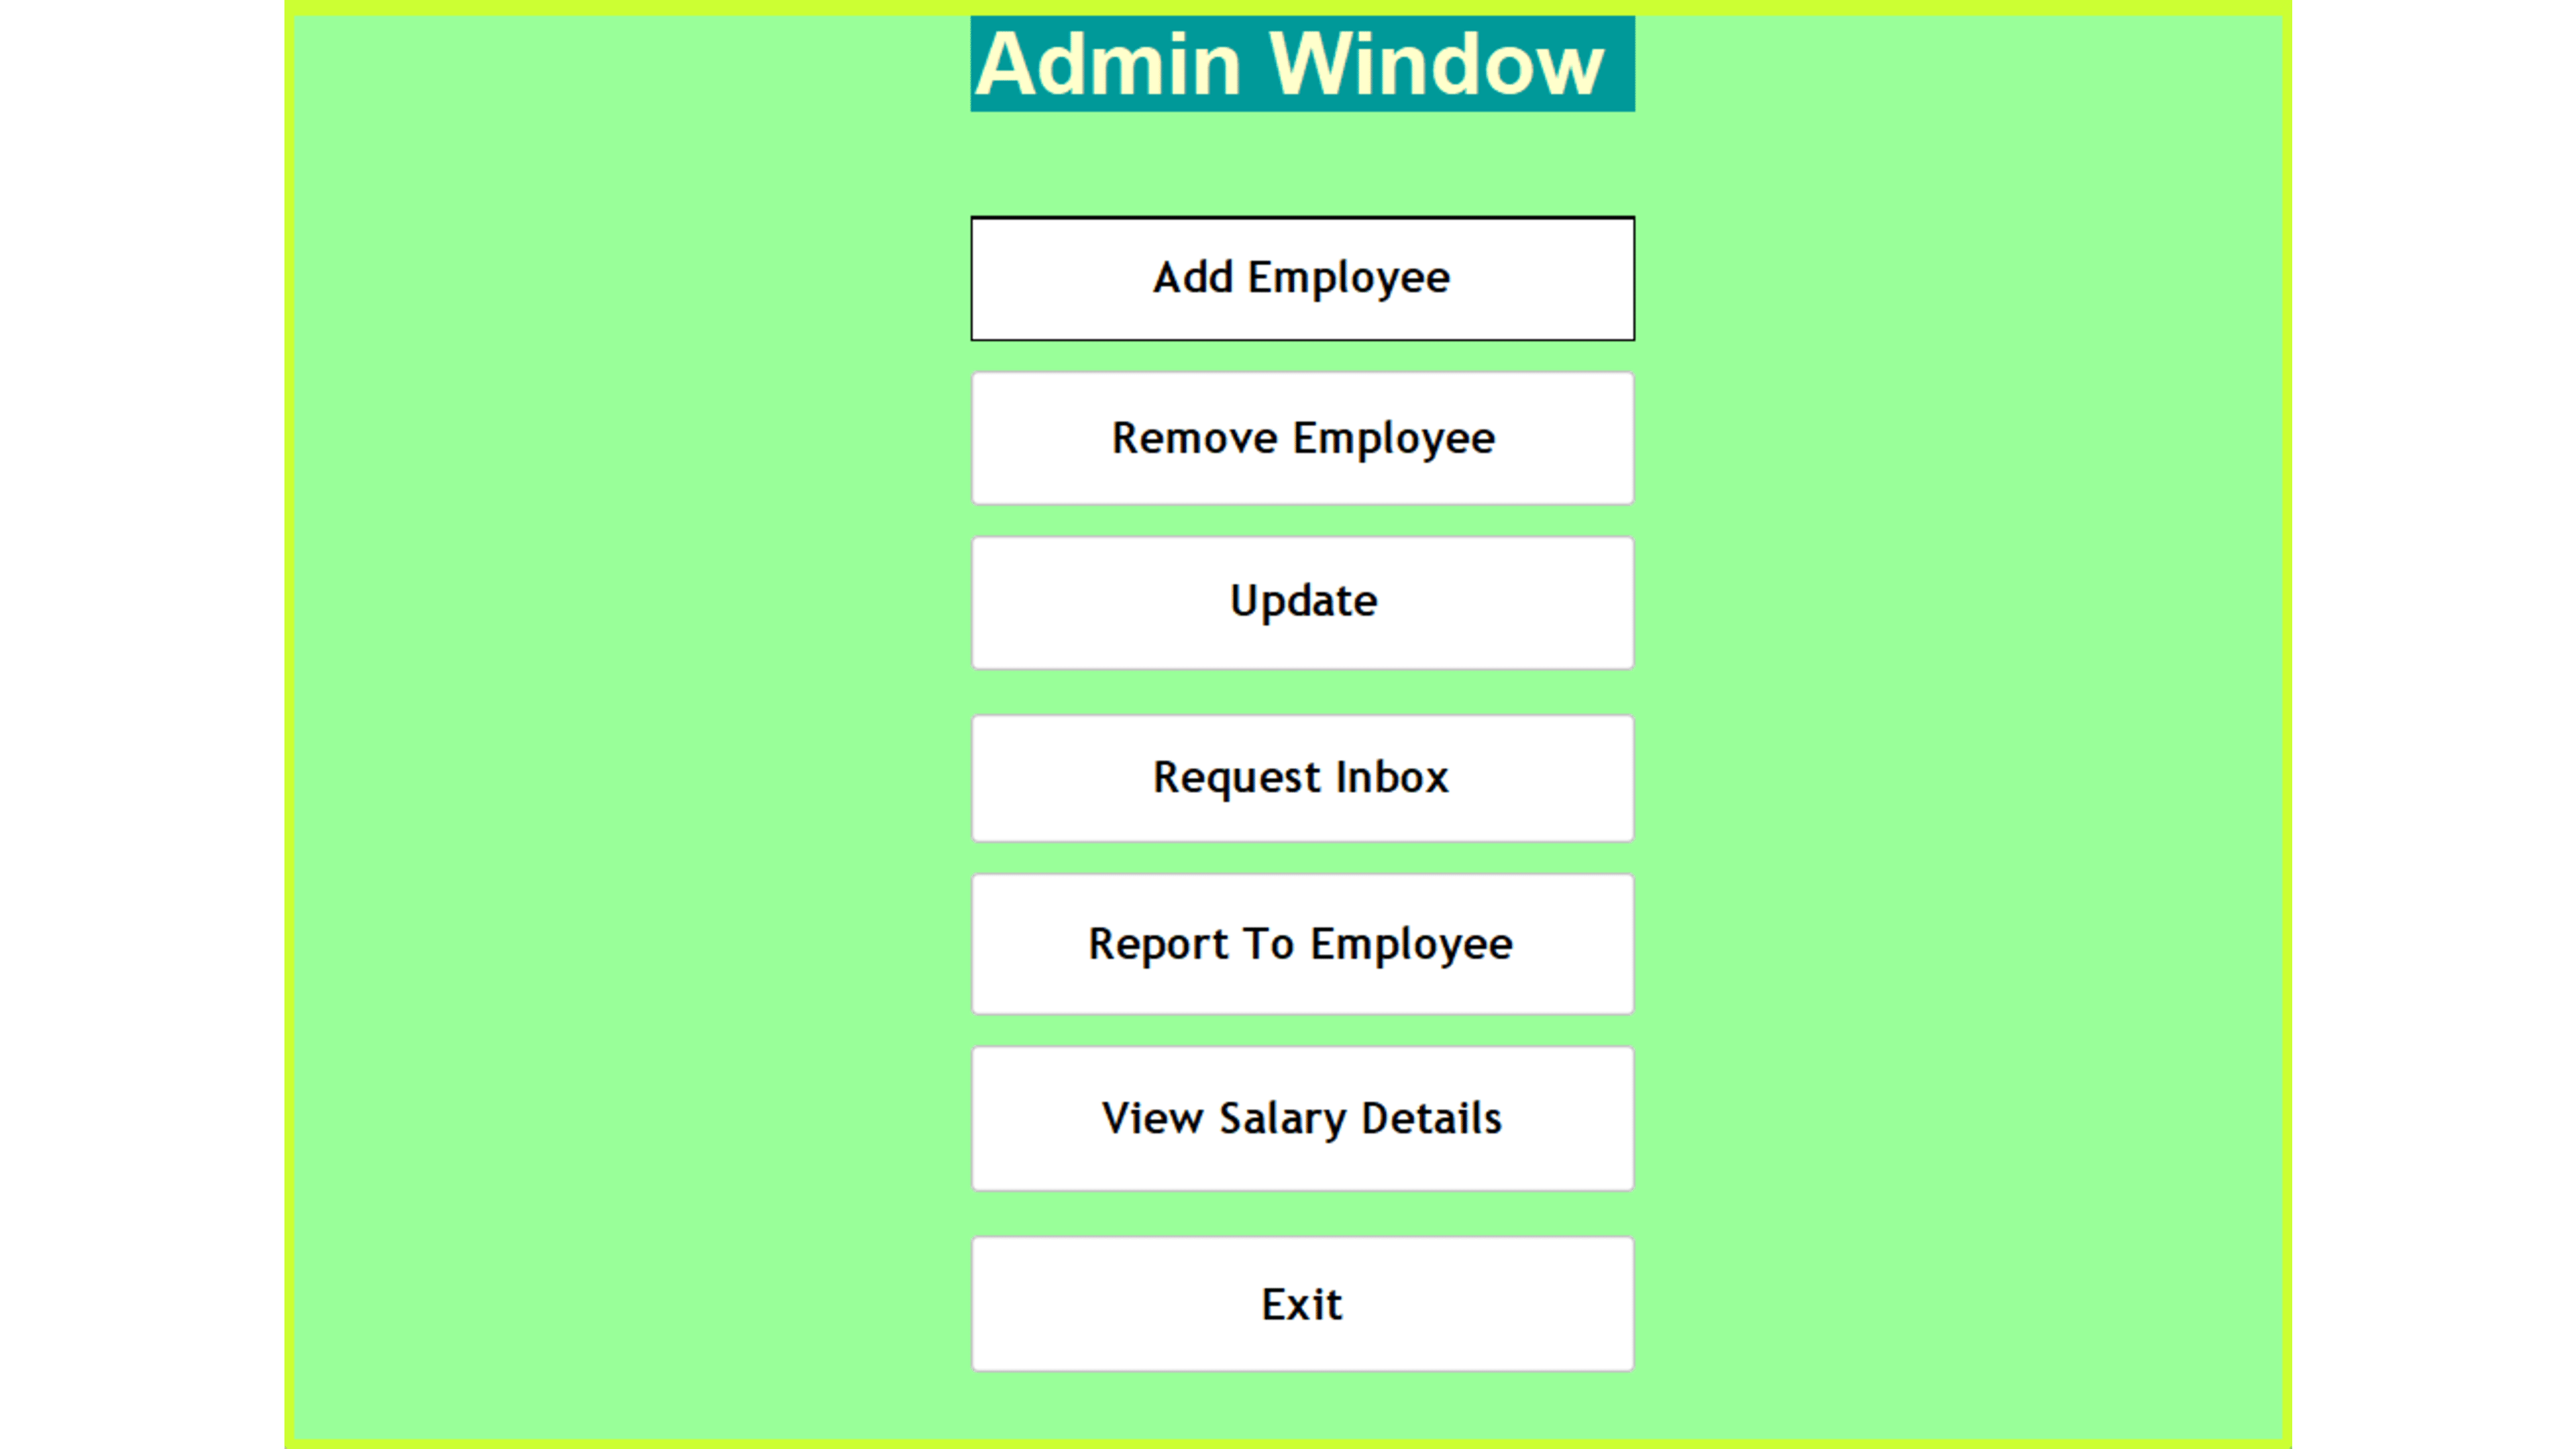 Admin Window
Add Employee
Remove Employee
Update
Request Inbox
Report To Employee
View Salary Details
Exit